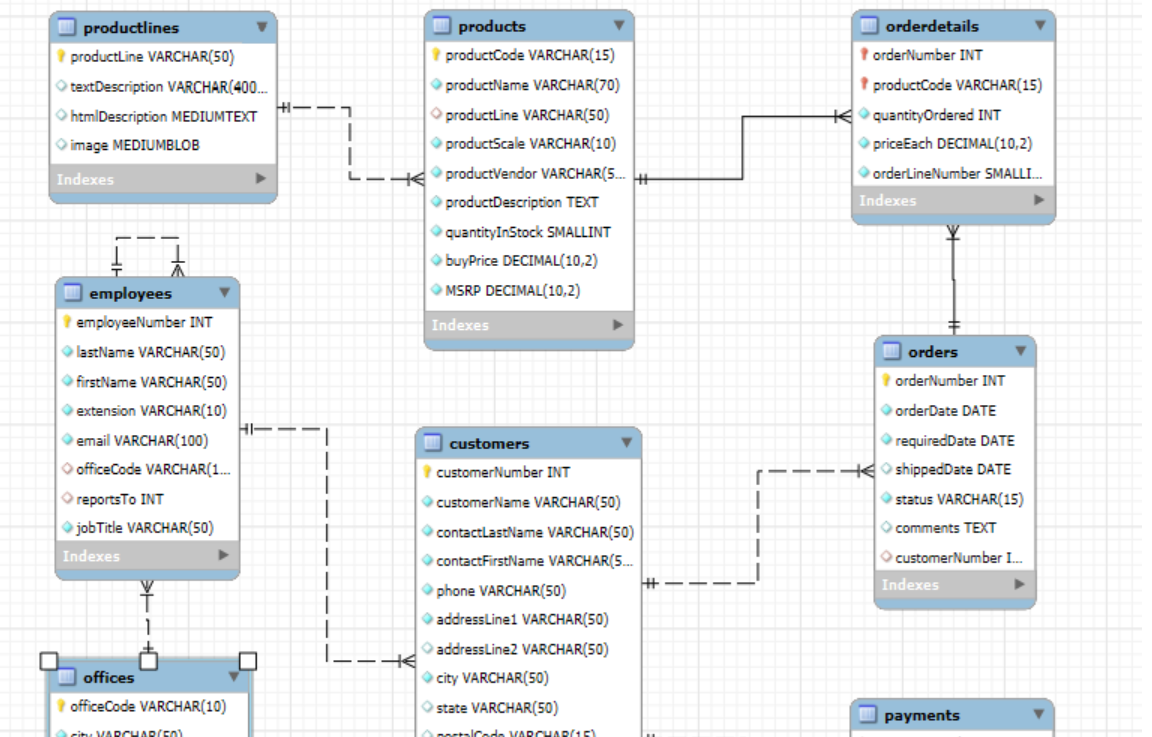 productlines
productLine VARCHAR(50)
textDescription VARCHAR(400...
htmlDescription MEDIUMTEXT
image MEDIUMBLOB
Indexes
products
productCode VARCHAR(15)
productName VARCHAR(70)
productLine VARCHAR(50)
productScale VARCHAR(10)
productVendor VARCHAR(5...
productDescription TEXT
quantityInStock SMALLINT
buyPrice DECIMAL(10,2)
MSRP DECIMAL(10,2)
Indexes
orderdetails
orderNumber INT
productCode VARCHAR(15)
quantityOrdered INT
priceEach DECIMAL(10,2)
orderLineNumber SMALLI...
Indexes
employees
employeeNumber INT
lastName VARCHAR(50)
firstName VARCHAR(50)
extension VARCHAR(10)
email VARCHAR(100)
officeCode VARCHAR(1...
reportsTo INT
jobTitle VARCHAR(50)
Indexes
customers
customerNumber INT
customerName VARCHAR(50)
contactLastName VARCHAR(50)
contactFirstName VARCHAR(5...
phone VARCHAR(50)
addressLine1 VARCHAR(50)
addressLine2 VARCHAR(50)
city VARCHAR(50)
state VARCHAR(50)
postalCode VARCHAR(15)
orders
orderNumber INT
orderDate DATE
requiredDate DATE
shippedDate DATE
status VARCHAR(15)
comments TEXT
customerNumber I...
Indexes
offices
officeCode VARCHAR(10)
city VARCHAR(50)
payments